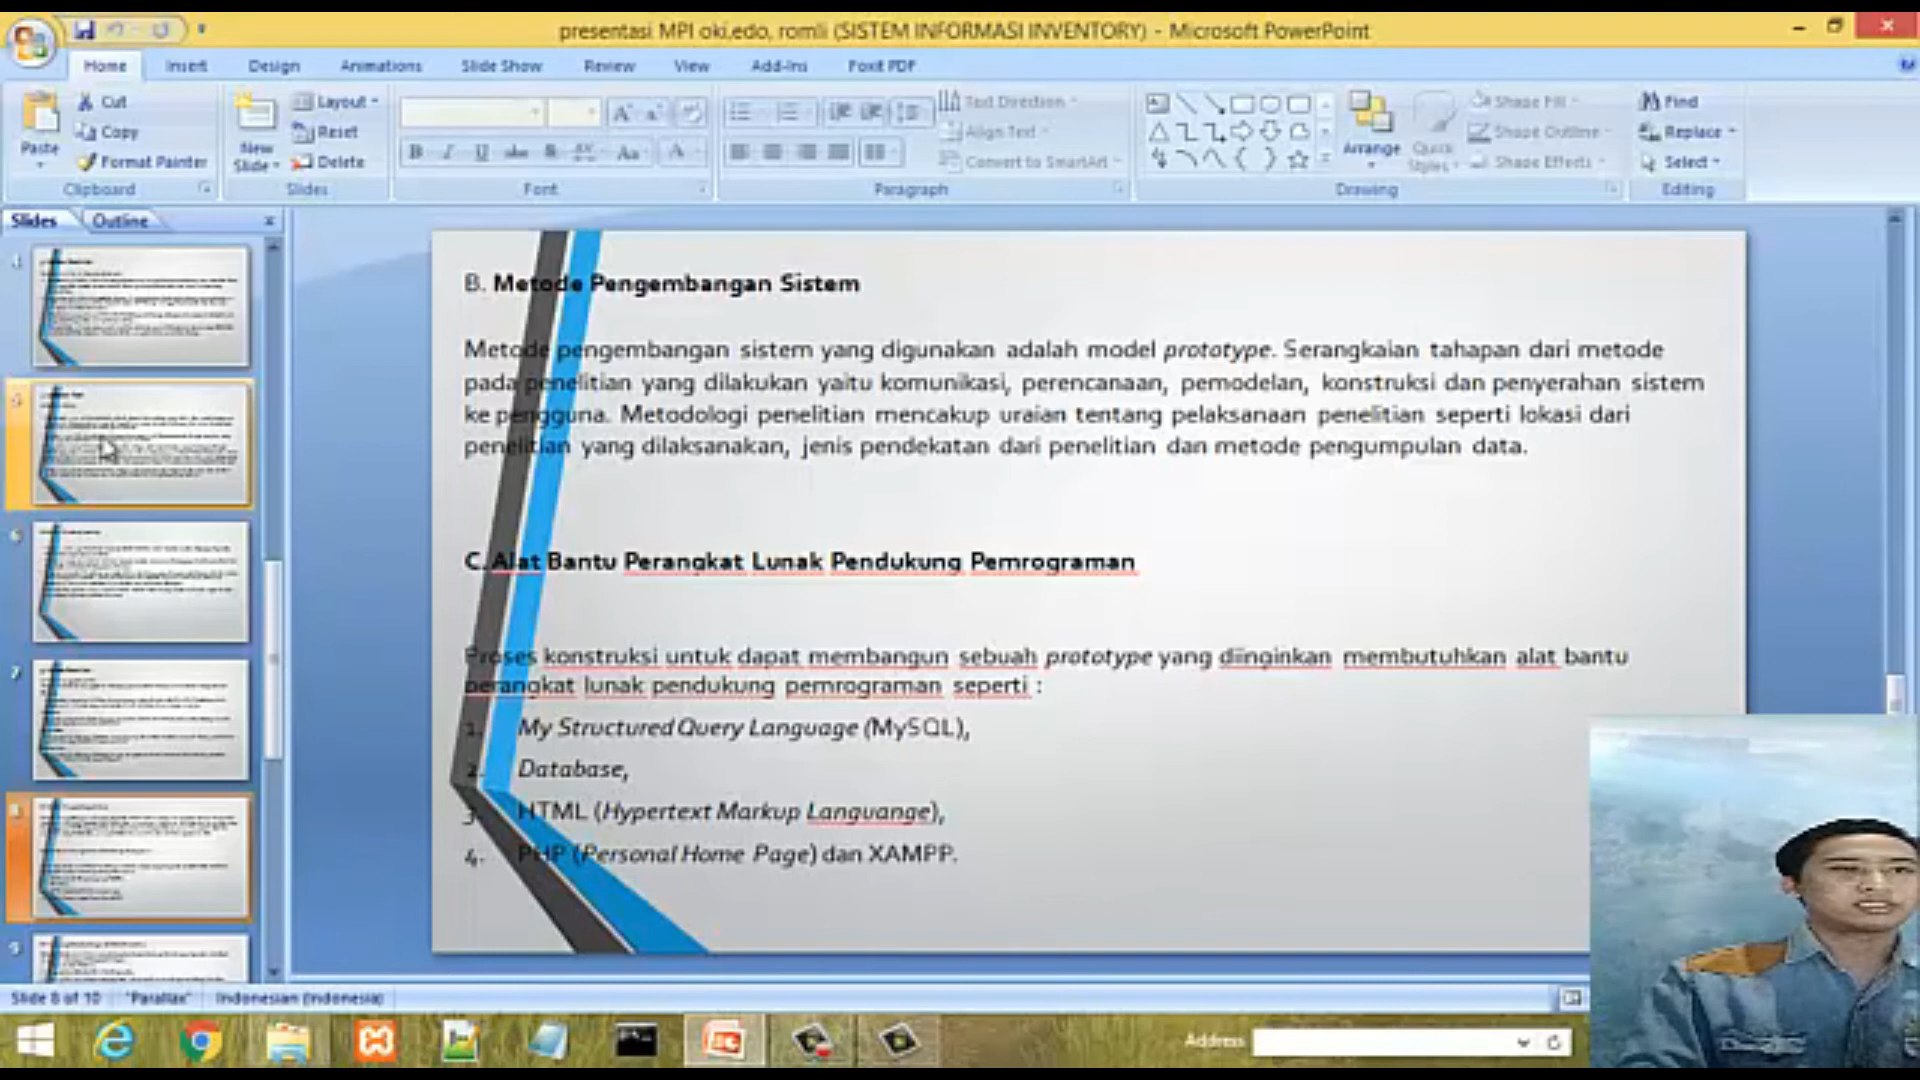 presentasi MPI oki,edo, romli (SISTEM INFORMASI INVENTORY) - Microsoft PowerPoint
Home Insert Design Animations Slide Show Review View Add-Ins Foxit PDF
Paste
Cut
Copy
Format Painter
Clipboard
New
Slide
Layout
Reset
Delete
Slides
Font
Text Direction
Align Text
Convert to SmartArt
Paragraph
Arrange
Quick
Styles
Shape Fill
Shape Outline
Shape Effects
Drawing
Find
Replace
Select
Editing
Slides Outline
4
5
6
7
8
9
B. Metode Pengembangan Sistem
Metode pengembangan sistem yang digunakan adalah model prototype. Serangkaian tahapan dari metode
pada penelitian yang dilakukan yaitu komunikasi, perencanaan, pemodelan, konstruksi dan penyerahan sistem
ke pengguna. Metodologi penelitian mencakup uraian tentang pelaksanaan penelitian seperti lokasi dari
penelitian yang dilaksanakan, jenis pendekatan dari penelitian dan metode pengumpulan data.
C. Alat Bantu Perangkat Lunak Pendukung Pemrograman
Proses konstruksi untuk dapat membangun sebuah prototype yang diinginkan membutuhkan alat bantu
perangkat lunak pendukung pemrograman seperti :
1. My Structured Query Language (MySQL),
2. Database,
3. HTML (Hypertext Markup Languange),
4. PHP (Personal Home Page) dan XAMPP.
Slide 8 of 10 "Parallax" Indonesian (Indonesia)
Address